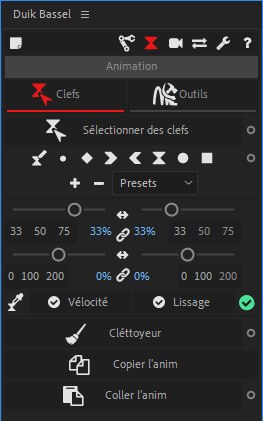 Duik Bassel
?
Animation
Clefs Outils
Sélectionner des clefs
Presets
33 50 75 33% 33% 33 50 75
0 100 200 0% 0% 0 100 200
Vélocité Lissage
Cléttoyeur
Copier l'anim
Coller l'anim